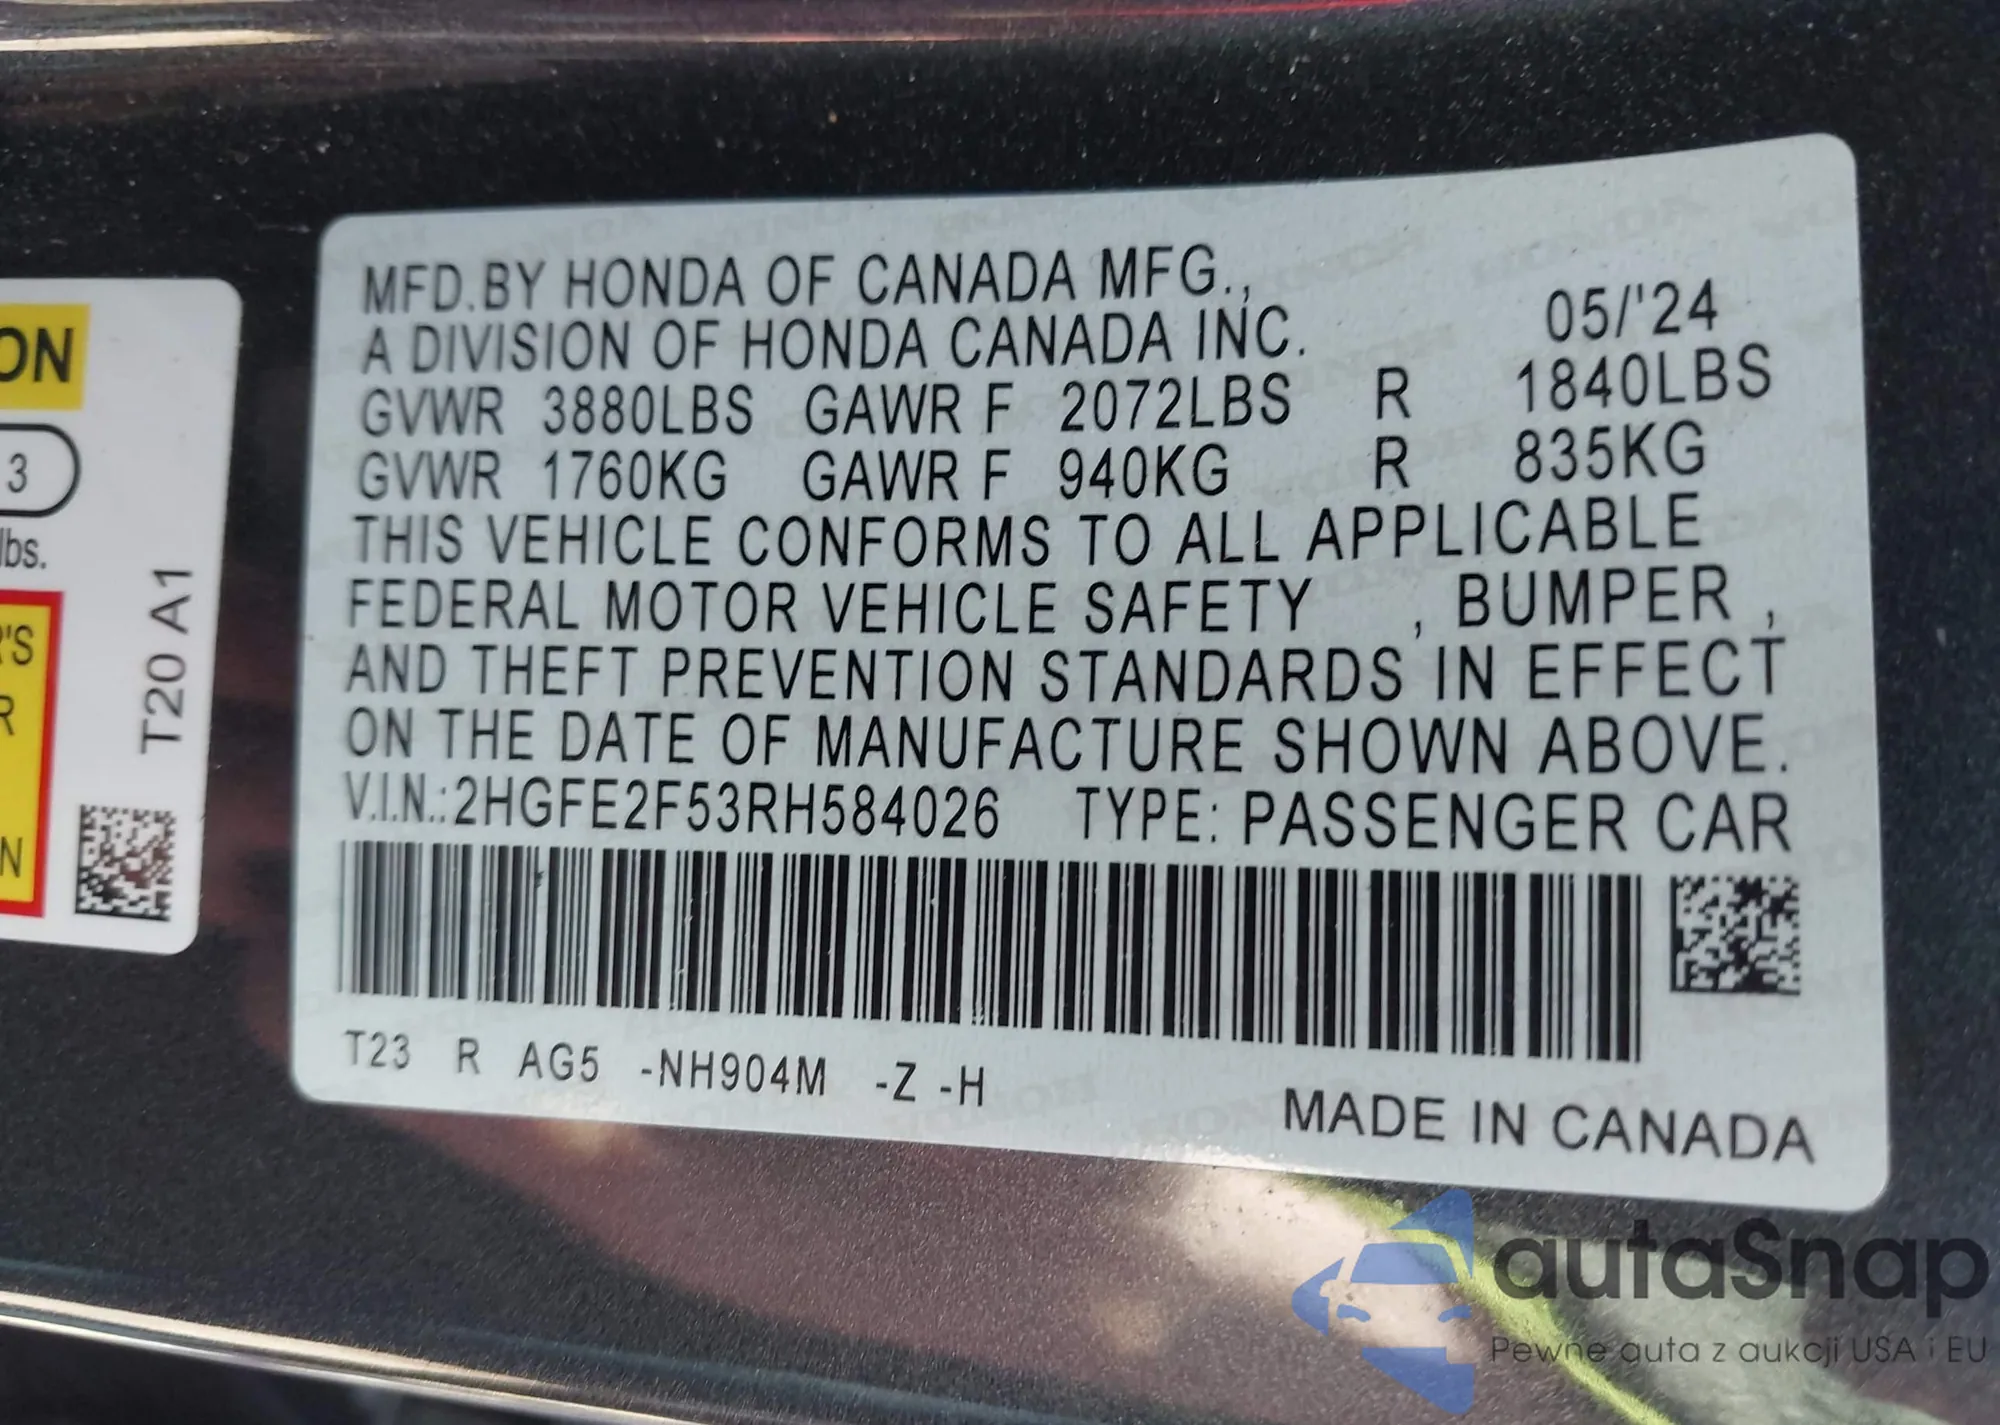 ON
3
lbs.
R'S
R
N
T20 A1
MFD.BY HONDA OF CANADA MFG.,
A DIVISION OF HONDA CANADA INC. 05/'24
GVWR 3880LBS GAWR F 2072LBS R 1840LBS
GVWR 1760KG GAWR F 940KG R 835KG
THIS VEHICLE CONFORMS TO ALL APPLICABLE
FEDERAL MOTOR VEHICLE SAFETY , BUMPER ,
AND THEFT PREVENTION STANDARDS IN EFFECT
ON THE DATE OF MANUFACTURE SHOWN ABOVE.
V.I.N.:2HGFE2F53RH584026 TYPE: PASSENGER CAR
T23 R AG5 -NH904M -Z -H
MADE IN CANADA
autaSnap
Pewne auta z aukcji USA i EU